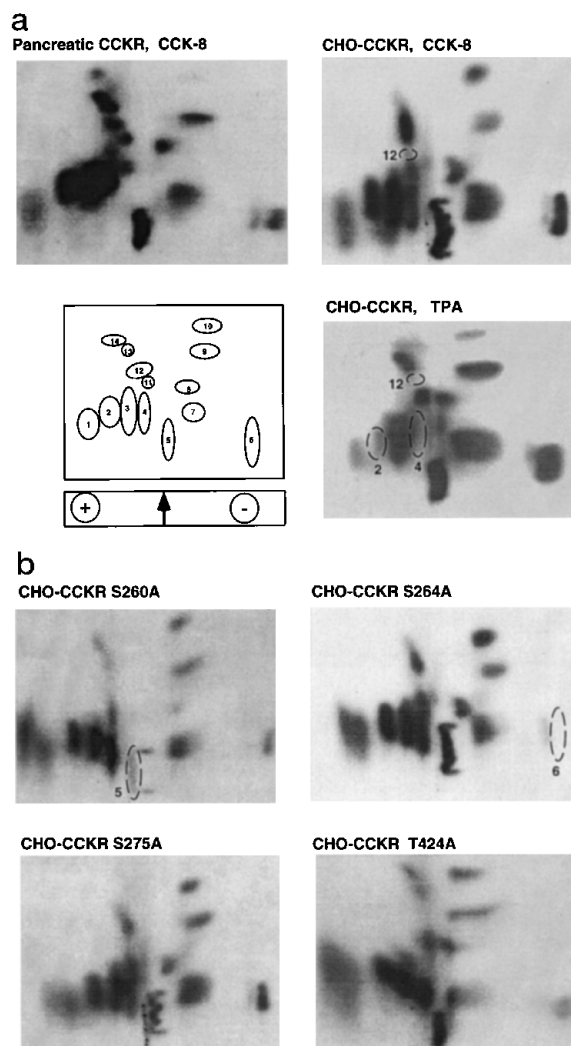 a
Pancreatic CCKR, CCK-8
CHO-CCKR, CCK-8
12
14
13
12
11
10
9
8
7
1
2
3
4
5
6
+
-
CHO-CCKR, TPA
12
2
4
b
CHO-CCKR S260A
5
CHO-CCKR S264A
6
CHO-CCKR S275A
CHO-CCKR T424A